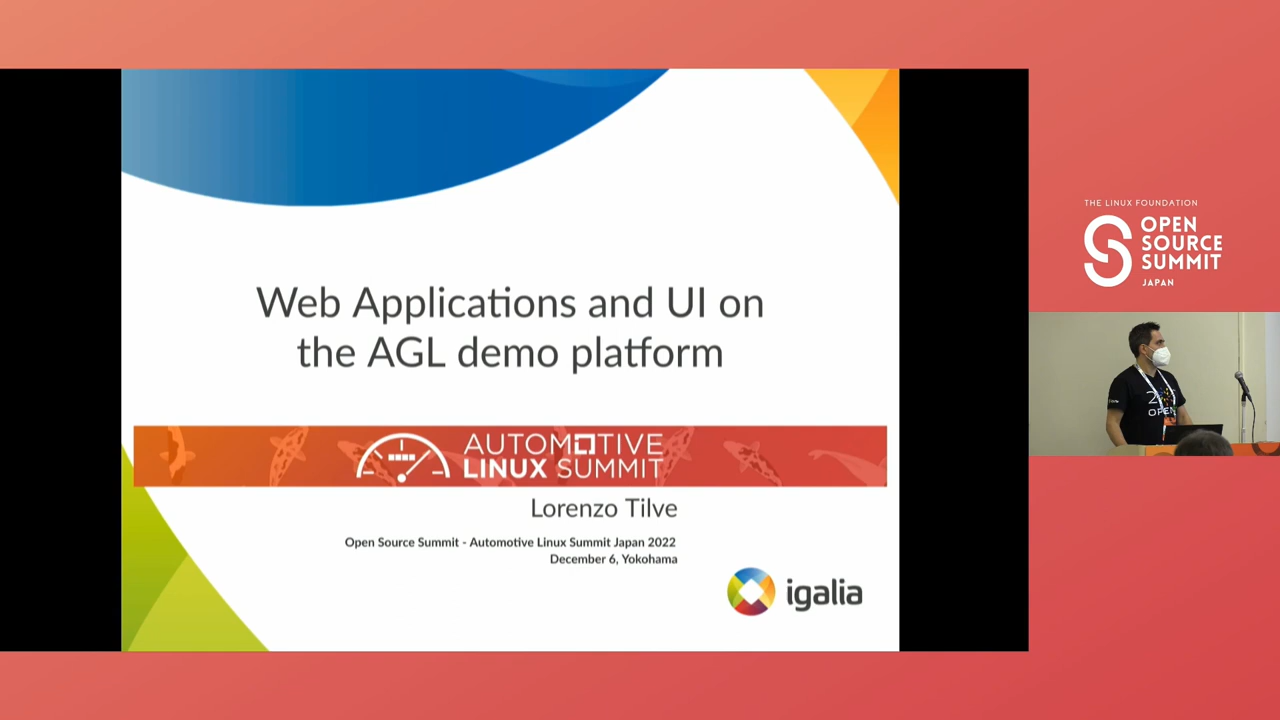 Web Applications and UI on
the AGL demo platform
AUTOMOTIVE
LINUX SUMMIT
Lorenzo Tilve
Open Source Summit - Automotive Linux Summit Japan 2022
December 6, Yokohama
igalia
THE LINUX FOUNDATION
OPEN
SOURCE
SUMMIT
JAPAN